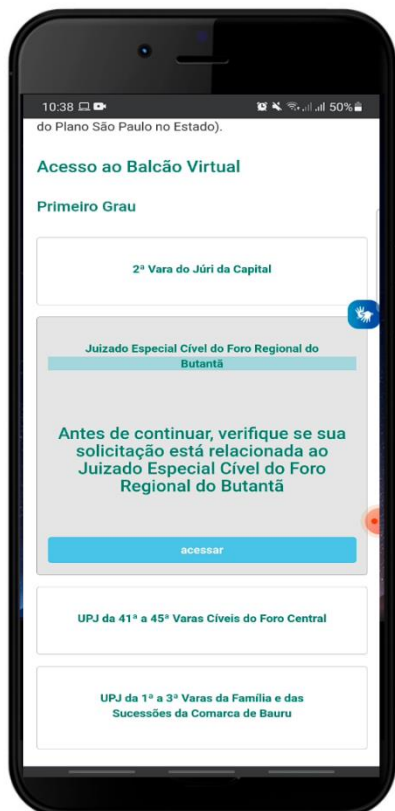 10:38
50%
do Plano São Paulo no Estado).
Acesso ao Balcão Virtual
Primeiro Grau
2ª Vara do Júri da Capital
Juizado Especial Cível do Foro Regional do
Butantã
Antes de continuar, verifique se sua
solicitação está relacionada ao
Juizado Especial Cível do Foro
Regional do Butantã
acessar
UPJ da 41ª a 45ª Varas Cíveis do Foro Central
UPJ da 1ª a 3ª Varas da Família e das
Sucessões da Comarca de Bauru